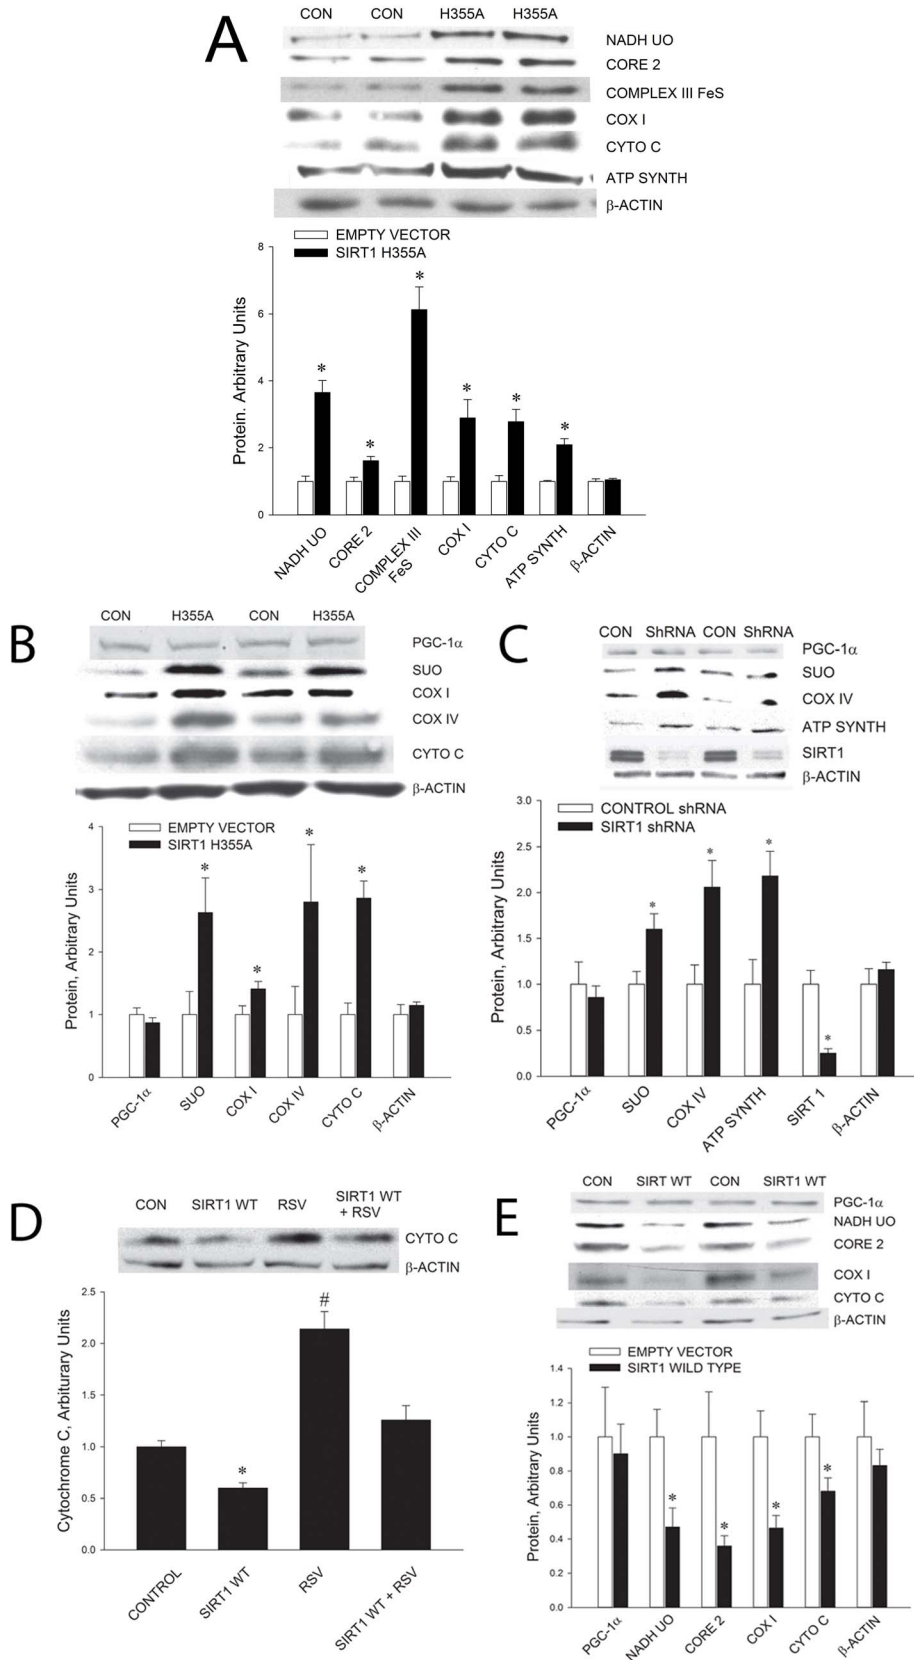 A
CON CON H355A H355A
NADH UO
CORE 2
COMPLEX III FeS
COX I
CYTO C
ATP SYNTH
β-ACTIN
EMPTY VECTOR
SIRT1 H355A
Protein. Arbitrary Units
8
6
4
2
0
* * * * * *
NADH UO CORE 2 COMPLEX III FeS COX I CYTO C ATP SYNTH β-ACTIN
B
CON H355A CON H355A
PGC-1α
SUO
COX I
COX IV
CYTO C
β-ACTIN
EMPTY VECTOR
SIRT1 H355A
Protein, Arbitrary Units
4
3
2
1
0
* * * *
PGC-1α SUO COX I COX IV CYTO C β-ACTIN
C
CON ShRNA CON ShRNA
PGC-1α
SUO
COX IV
ATP SYNTH
SIRT1
β-ACTIN
CONTROL shRNA
SIRT1 shRNA
Protein, Arbitrary Units
3.0
2.5
2.0
1.5
1.0
0.5
0.0
* * * *
PGC-1α SUO COX IV ATP SYNTH SIRT 1 β-ACTIN
D
CON SIRT1 WT RSV SIRT1 WT
+ RSV
CYTO C
β-ACTIN
Cytochrome C, Arbiturary Units
2.5
2.0
1.5
1.0
0.5
0.0
* #
CONTROL SIRT1 WT RSV SIRT1 WT + RSV
E
CON SIRT WT CON SIRT1 WT
PGC-1α
NADH UO
CORE 2
COX I
CYTO C
β-ACTIN
EMPTY VECTOR
SIRT1 WILD TYPE
Protein, Arbitrary Units
1.4
1.2
1.0
0.8
0.6
0.4
0.2
0.0
* * * *
PGC-1α NADH UO CORE 2 COX I CYTO C β-ACTIN